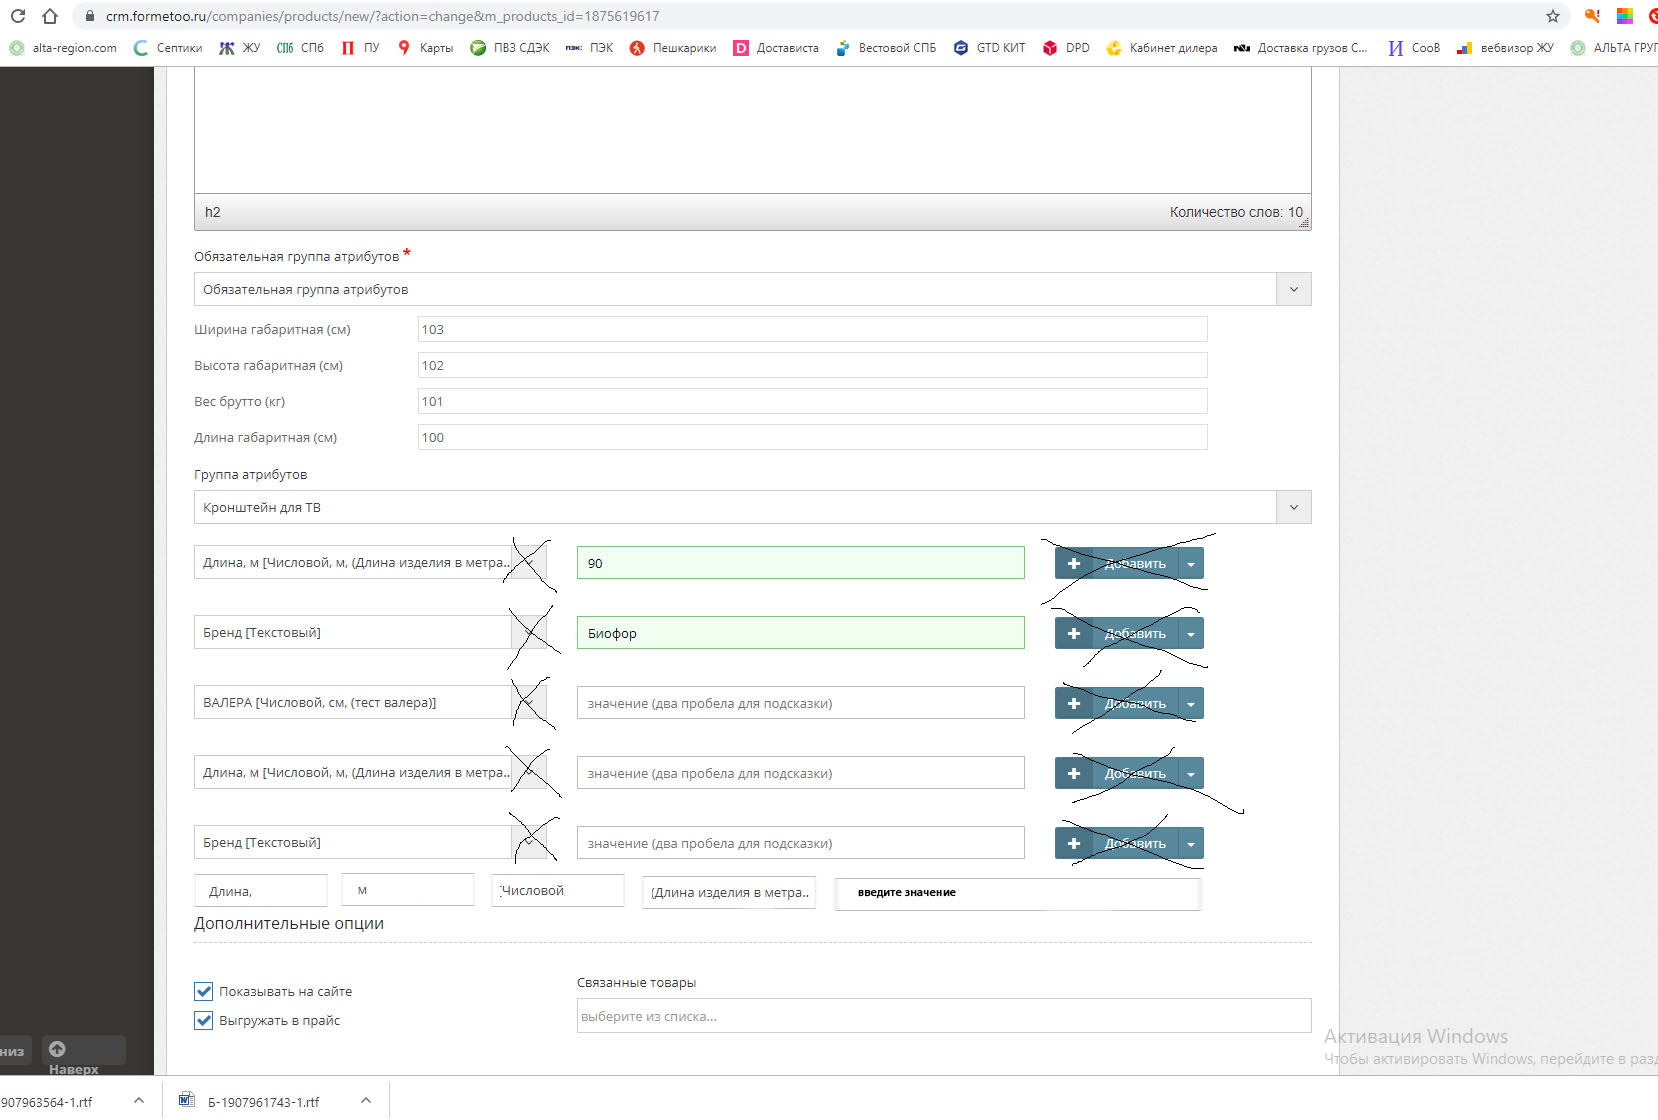 crm.formetoo.ru/companies/products/new/?action=change&m_products_id=1875619617
alta-region.com Септики ЖУ СПб СПб П ПУ Карты ПВЗ СДЭК ПЭК Пешкарики D Достависта Вестовой СПБ GTD КИТ DPD Кабинет дилера Доставка грузов С... И СооВ вебвизор ЖУ АЛЬТА ГРУП
h2 Количество слов: 10
Обязательная группа атрибутов *
Обязательная группа атрибутов
Ширина габаритная (см) 103
Высота габаритная (см) 102
Вес брутто (кг) 101
Длина габаритная (см) 100
Группа атрибутов
Кронштейн для ТВ
Длина, м [Числовой, м, (Длина изделия в метра... 90 Добавить
Бренд [Текстовый] Биофор Добавить
ВАЛЕРА [Числовой, см, (тест валера)] значение (два пробела для подсказки) Добавить
Длина, м [Числовой, м, (Длина изделия в метра... значение (два пробела для подсказки) Добавить
Бренд [Текстовый] значение (два пробела для подсказки) Добавить
Длина, м Числовой (Длина изделия в метра.. введите значение
Дополнительные опции
Связанные товары
Показывать на сайте
выберите из списка...
Выгружать в прайс
Активация Windows
Чтобы активировать Windows, перейдите в разд
низ Наверх
907963564-1.rtf Б-1907961743-1.rtf